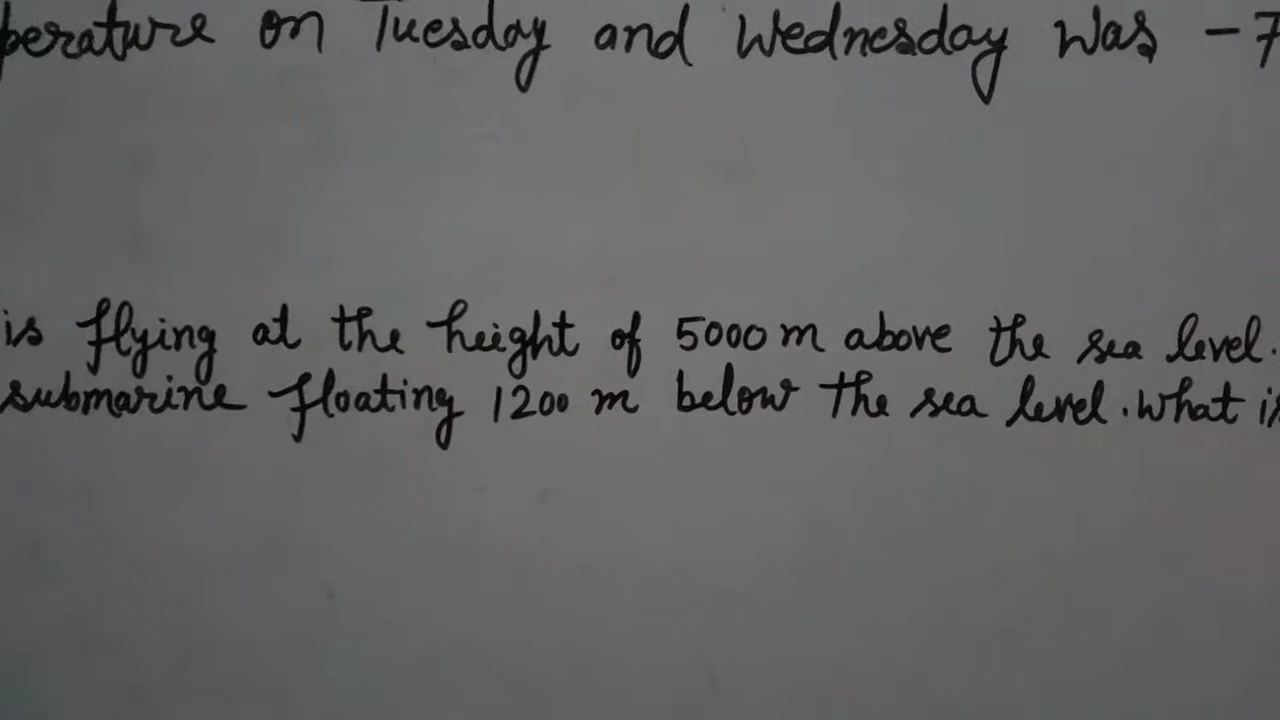 perature on Tuesday and Wednesday was -7
is flying at the height of 5000 m above the sea level.
submarine floating 1200 m below the sea level. What is